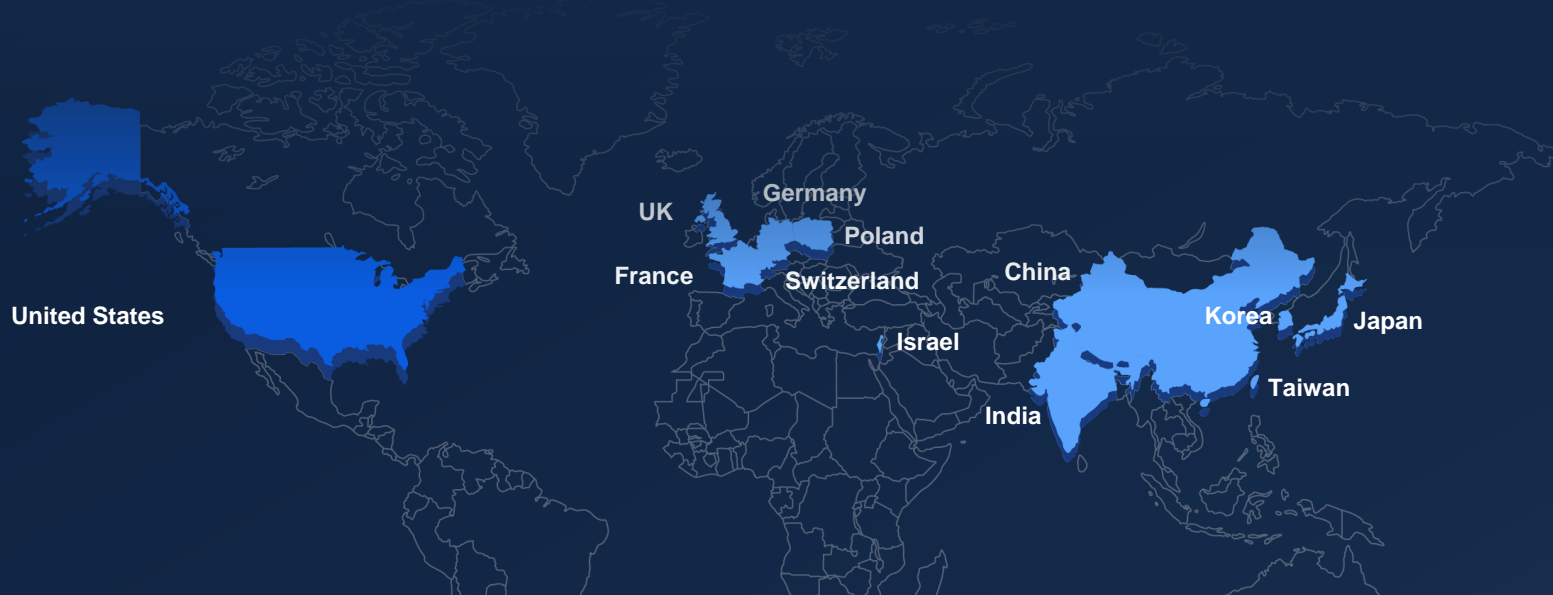 Germany
UK
Poland
China
France
Switzerland
United States
Korea
Japan
Israel
Taiwan
India